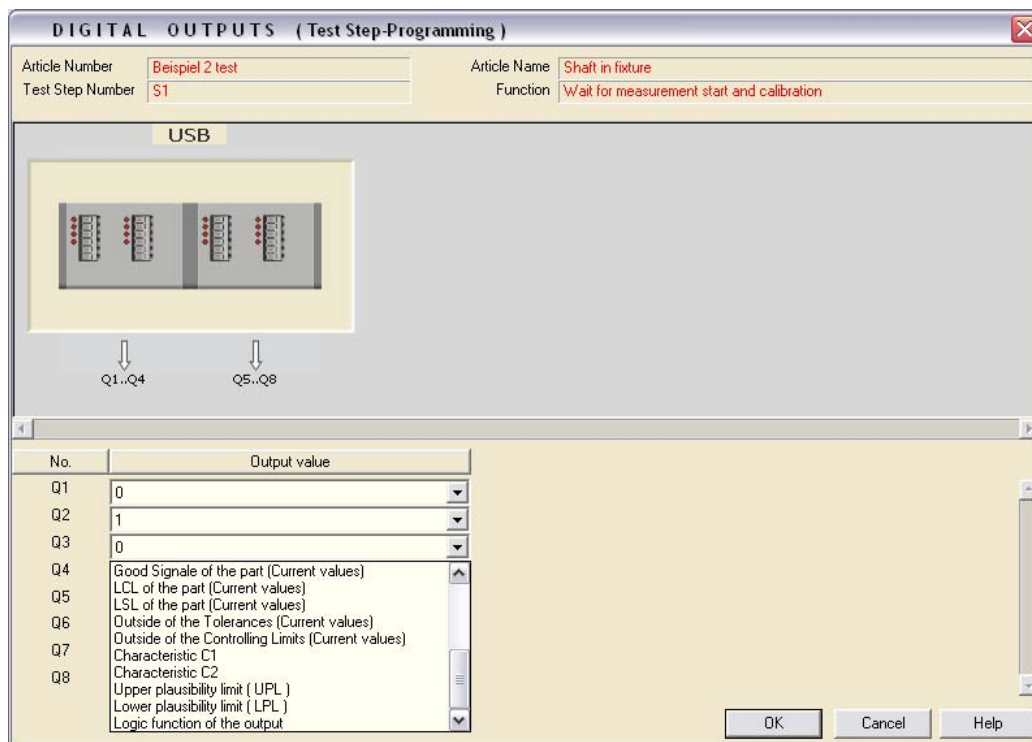 DIGITAL OUTPUTS ( Test Step-Programming )
Article Number Beispiel 2 test Article Name Shaft in fixture
Test Step Number S1 Function Wait for measurement start and calibration
USB
Q1..Q4 Q5..Q8
No. Output value
Q1 0
Q2 1
Q3 0
Q4
Q5
Q6
Q7
Q8
Good Signale of the part (Current values)
LCL of the part (Current values)
LSL of the part (Current values)
Outside of the Tolerances (Current values)
Outside of the Controlling Limits (Current values)
Characteristic C1
Characteristic C2
Upper plausibility limit ( UPL )
Lower plausibility limit ( LPL )
Logic function of the output
OK Cancel Help